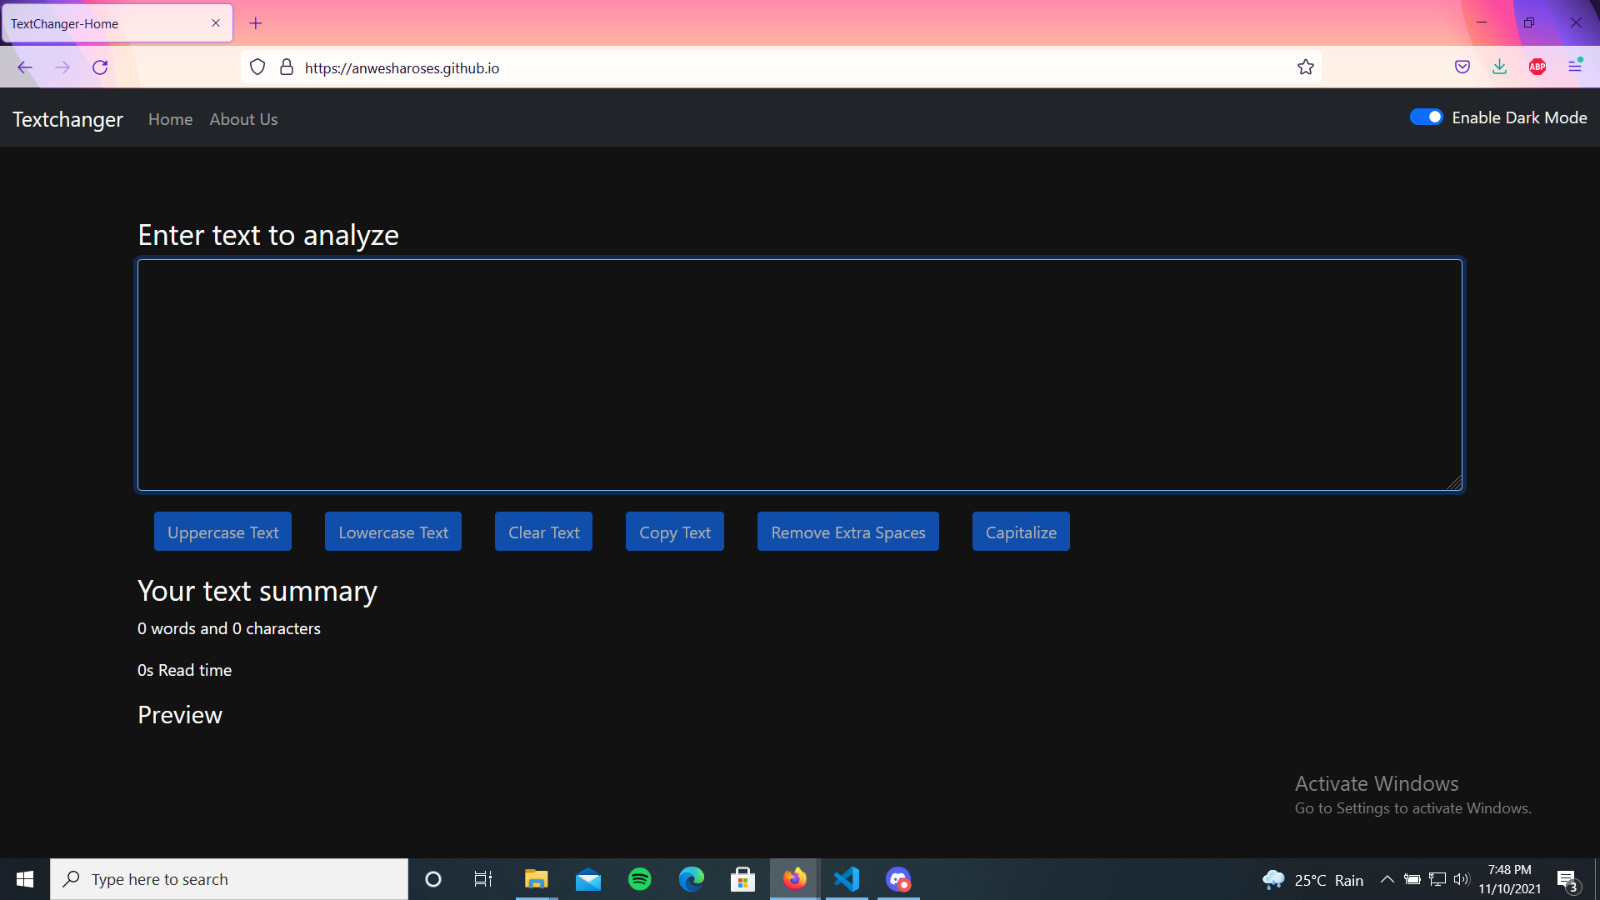 TextChanger-Home
https://anwesharoses.github.io
ABP
Textchanger Home About Us Enable Dark Mode
Enter text to analyze
Uppercase Text Lowercase Text Clear Text Copy Text Remove Extra Spaces Capitalize
Your text summary
0 words and 0 characters
0s Read time
Preview
Activate Windows
Go to Settings to activate Windows.
Type here to search
25°C Rain
7:48 PM
11/10/2021
3